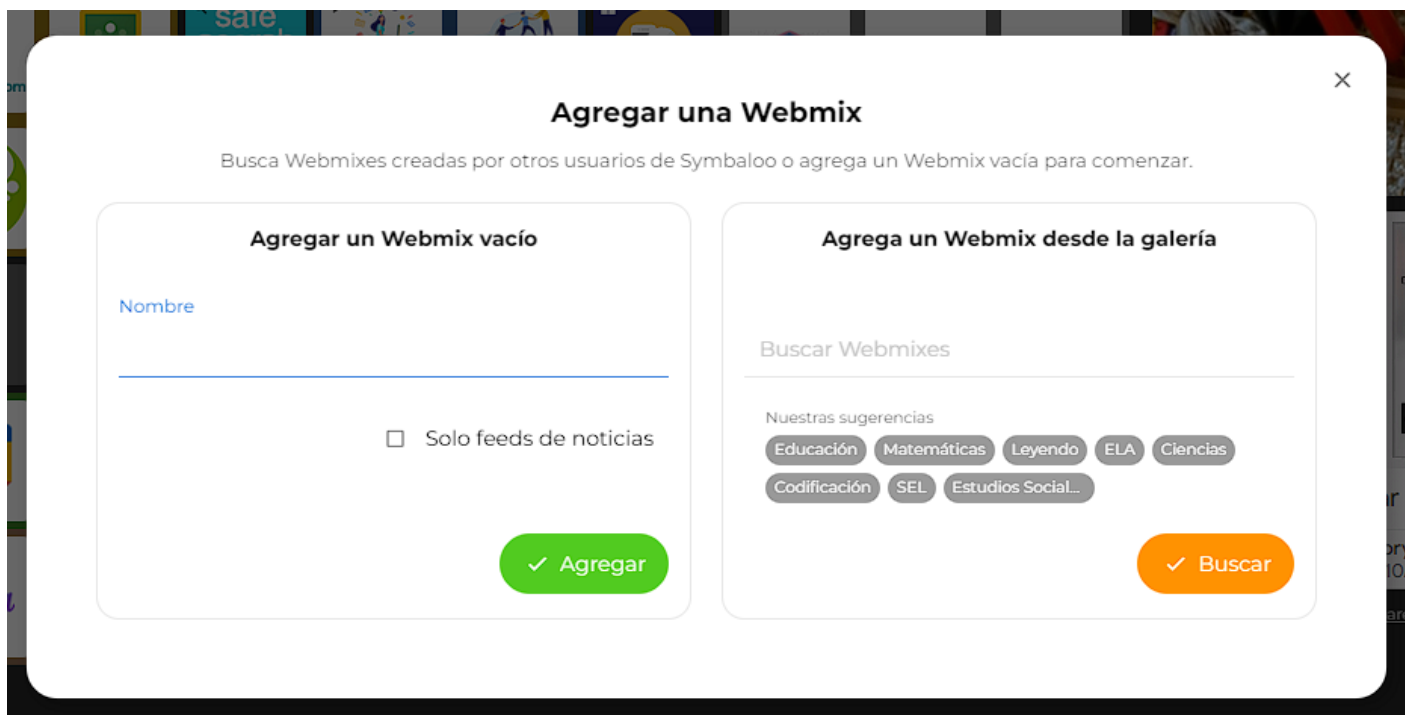 safe
Agregar una Webmix
Busca Webmixes creadas por otros usuarios de Symbaloo o agrega un Webmix vacía para comenzar.
Agregar un Webmix vacío
Nombre
Solo feeds de noticias
Agregar
Agrega un Webmix desde la galería
Buscar Webmixes
Nuestras sugerencias
Educación Matemáticas Leyendo ELA Ciencias
Codificación SEL Estudios Social...
Buscar